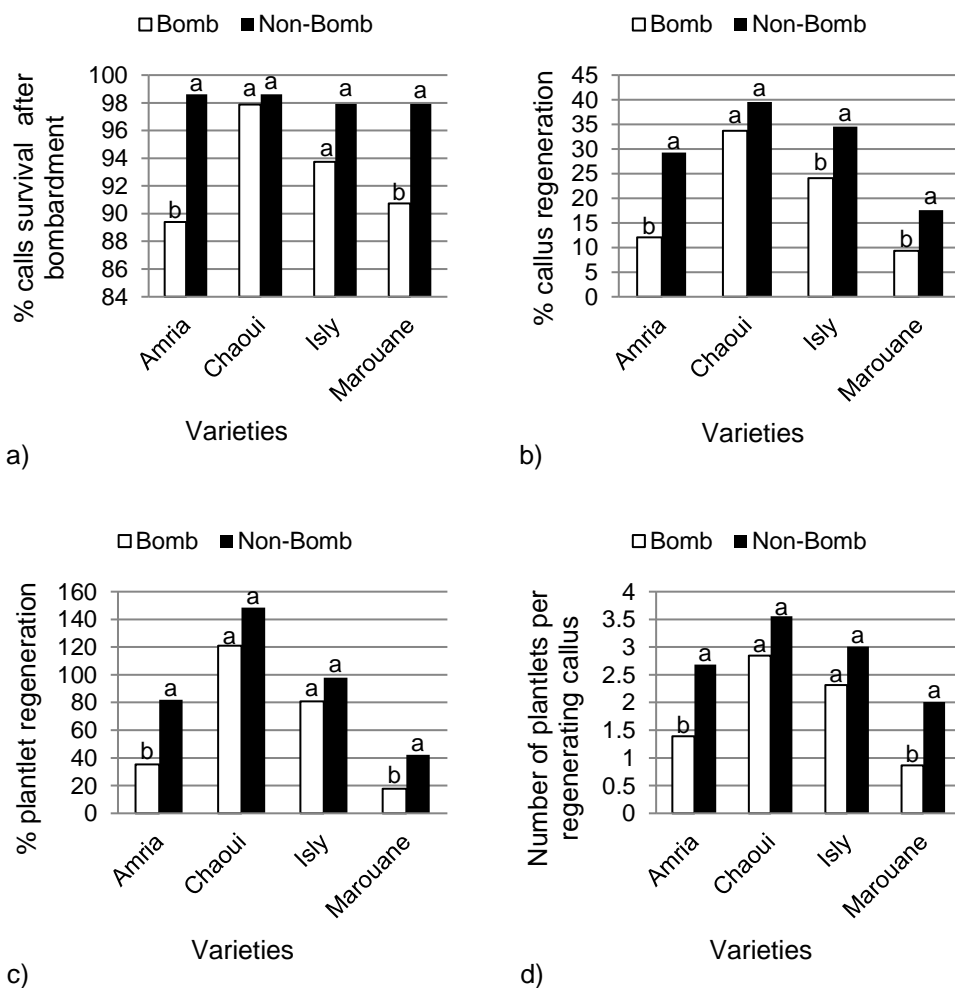 Bomb Non-Bomb
% calls survival after
bombardment
100
98
96
94
92
90
88
86
84
b a a a a a b a
Amria Chaoui Isly Marouane
Varieties
a)
Bomb Non-Bomb
% callus regeneration
45
40
35
30
25
20
15
10
5
0
b a a a b a b a
Amria Chaoui Isly Marouane
Varieties
b)
Bomb Non-Bomb
% plantlet regeneration
160
140
120
100
80
60
40
20
0
b a a a a a b a
Amria Chaoui Isly Marouane
Varieties
c)
Bomb Non-Bomb
Number of plantlets per
regenerating callus
4
3.5
3
2.5
2
1.5
1
0.5
0
b a a a a a b a
Amria Chaoui Isly Marouane
Varieties
d)